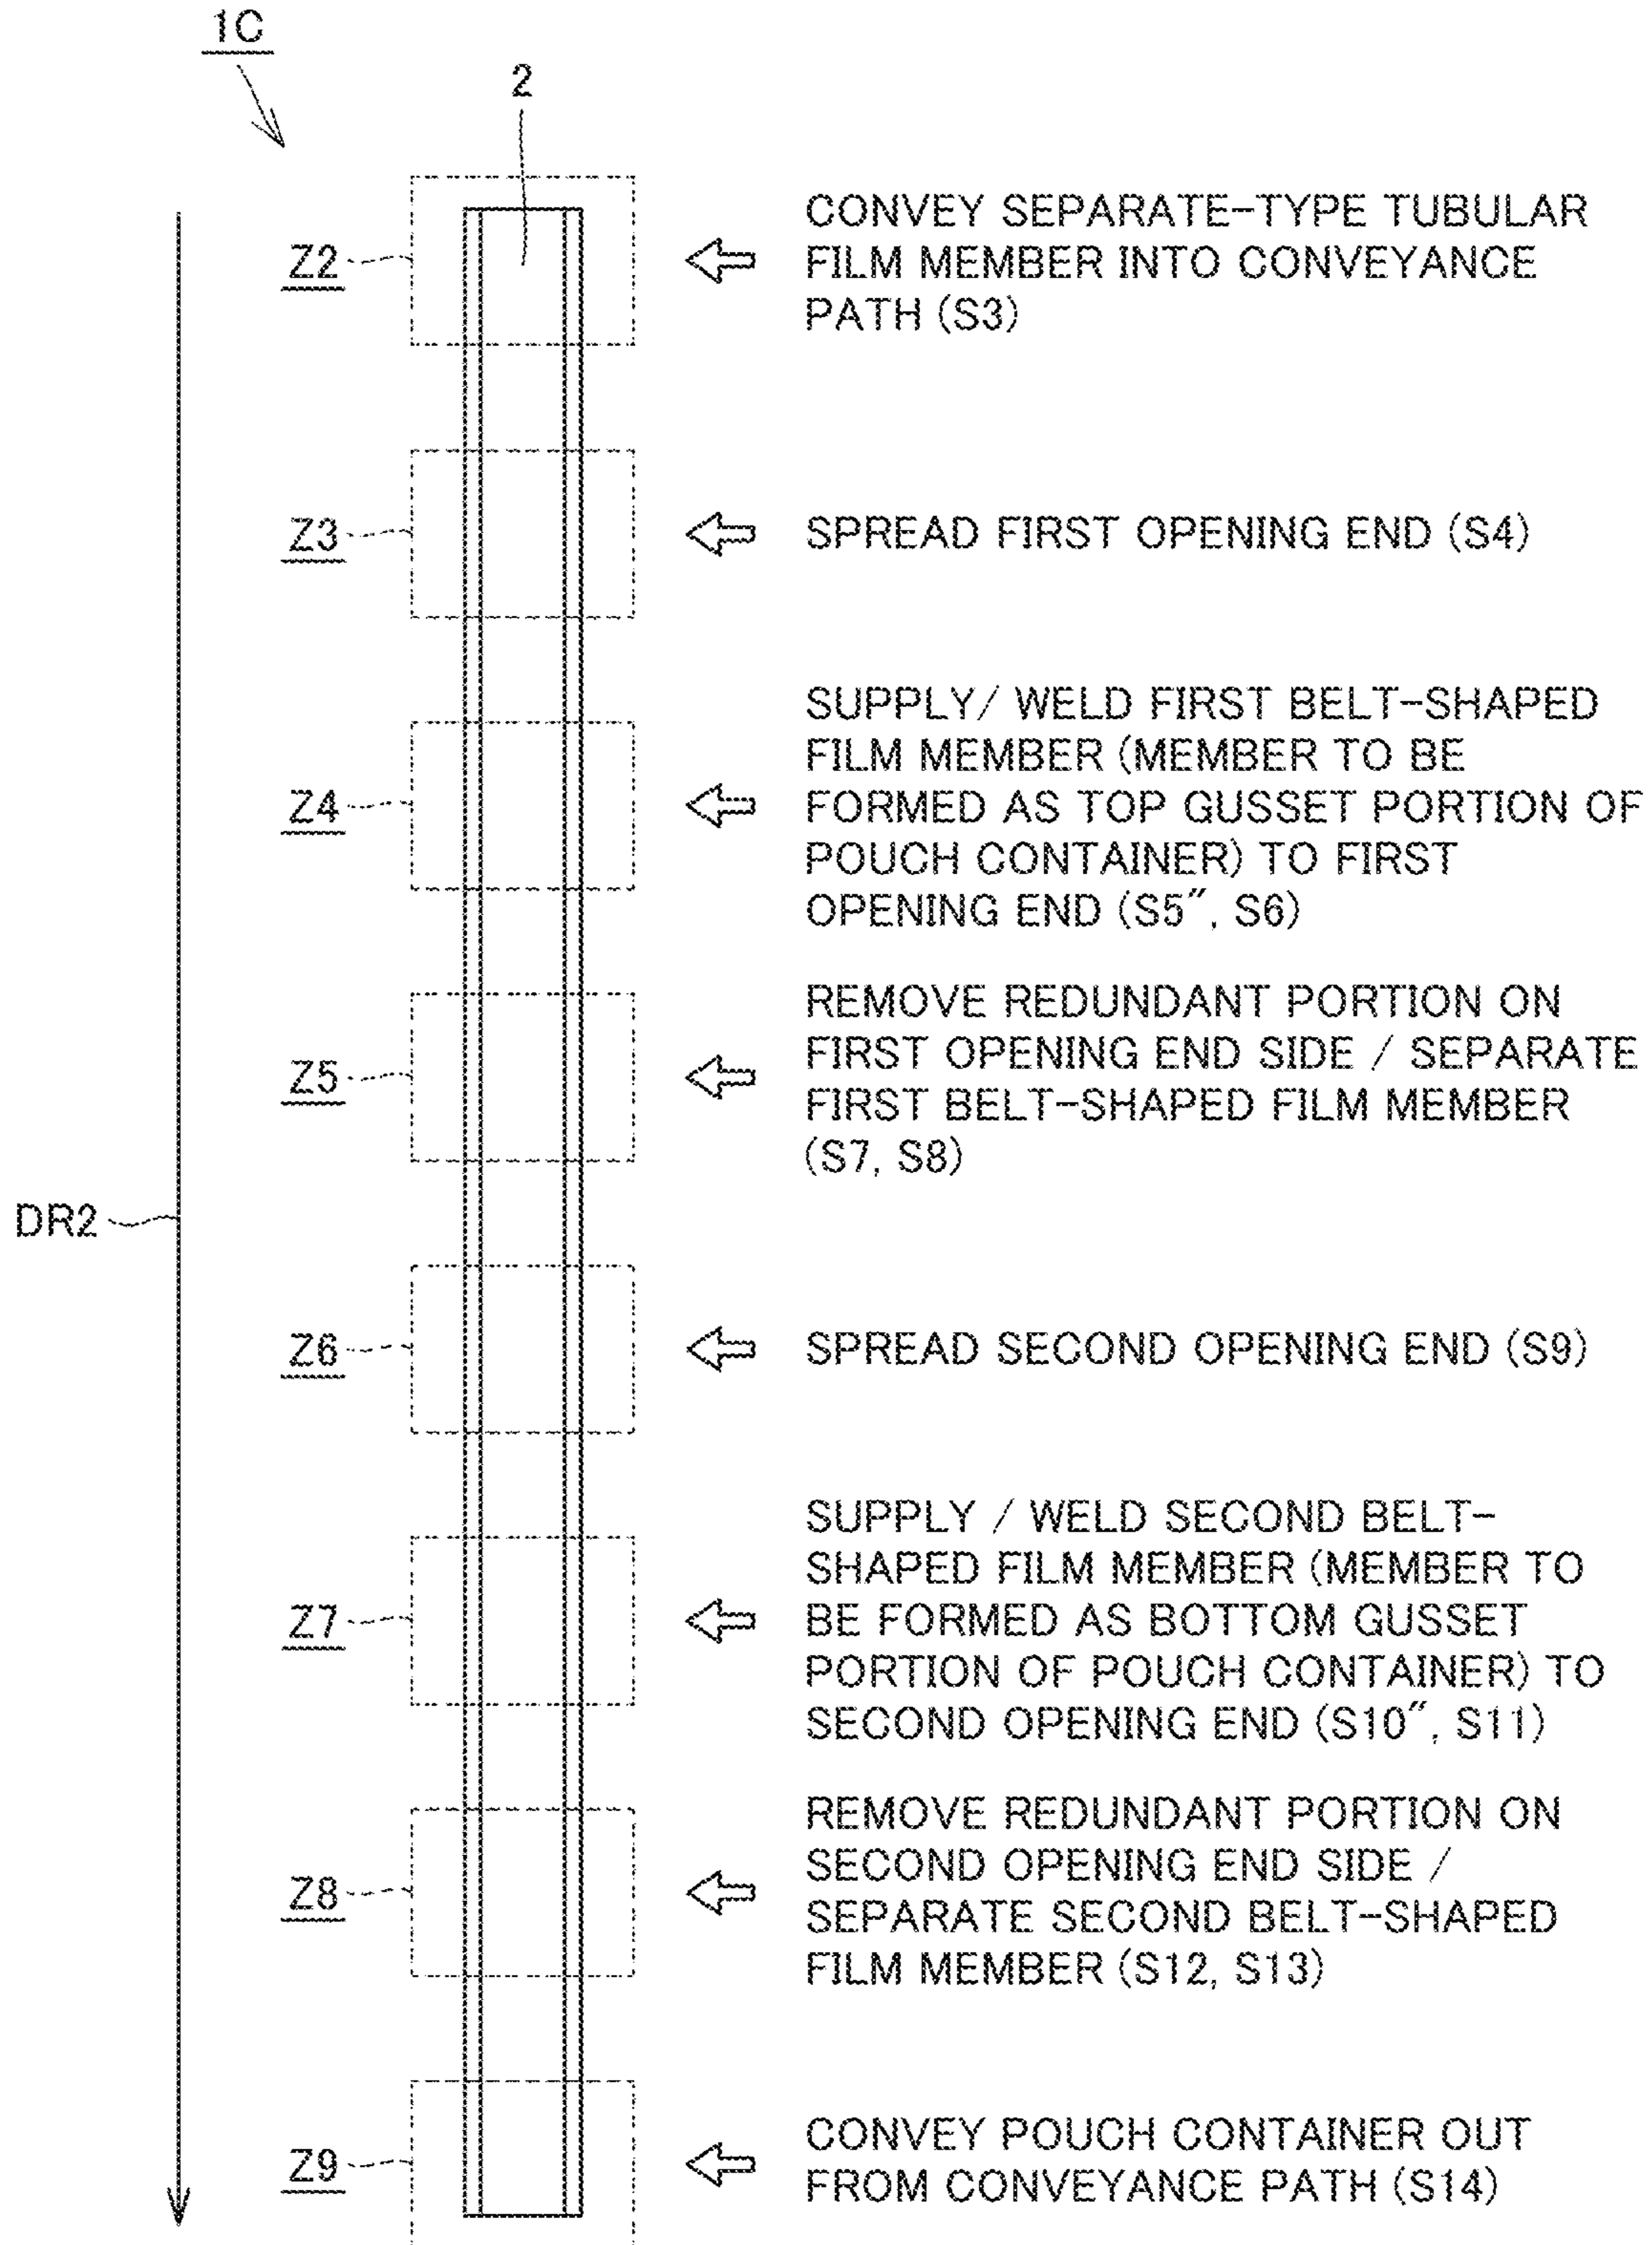 1C
2
Z2
CONVEY SEPARATE-TYPE TUBULAR
FILM MEMBER INTO CONVEYANCE
PATH (S3)
Z3
SPREAD FIRST OPENING END (S4)
Z4
SUPPLY/ WELD FIRST BELT-SHAPED
FILM MEMBER (MEMBER TO BE
FORMED AS TOP GUSSET PORTION OF
POUCH CONTAINER) TO FIRST
OPENING END (S5″, S6)
Z5
REMOVE REDUNDANT PORTION ON
FIRST OPENING END SIDE / SEPARATE
FIRST BELT-SHAPED FILM MEMBER
(S7, S8)
DR2
Z6
SPREAD SECOND OPENING END (S9)
Z7
SUPPLY / WELD SECOND BELT-
SHAPED FILM MEMBER (MEMBER TO
BE FORMED AS BOTTOM GUSSET
PORTION OF POUCH CONTAINER) TO
SECOND OPENING END (S10″, S11)
Z8
REMOVE REDUNDANT PORTION ON
SECOND OPENING END SIDE /
SEPARATE SECOND BELT-SHAPED
FILM MEMBER (S12, S13)
Z9
CONVEY POUCH CONTAINER OUT
FROM CONVEYANCE PATH (S14)